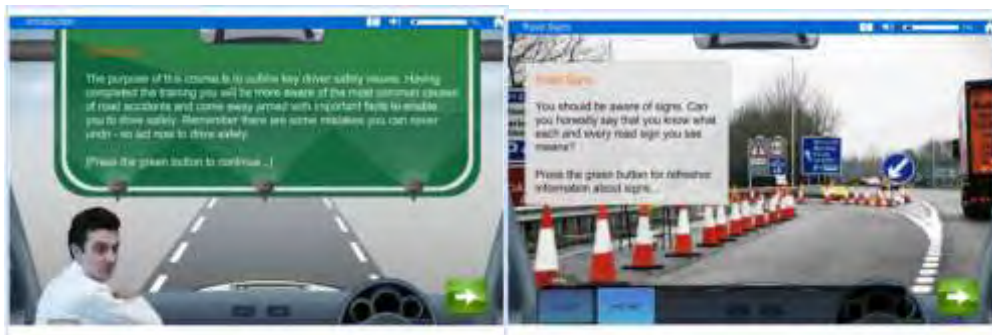 Introduction
The purpose of this course is to outline key driver safety issues. Having
completed the training you will be more aware of the most common causes
of road accidents and come away armed with important facts to enable
you to drive safely. Remember there are some mistakes you can never
undo - so act now to drive safely.
(Press the green button to continue...)
Road Signs
Road Signs
You should be aware of signs. Can
you honestly say that you know what
each and every road sign you see
means?
Press the green button for refresher
information about signs...